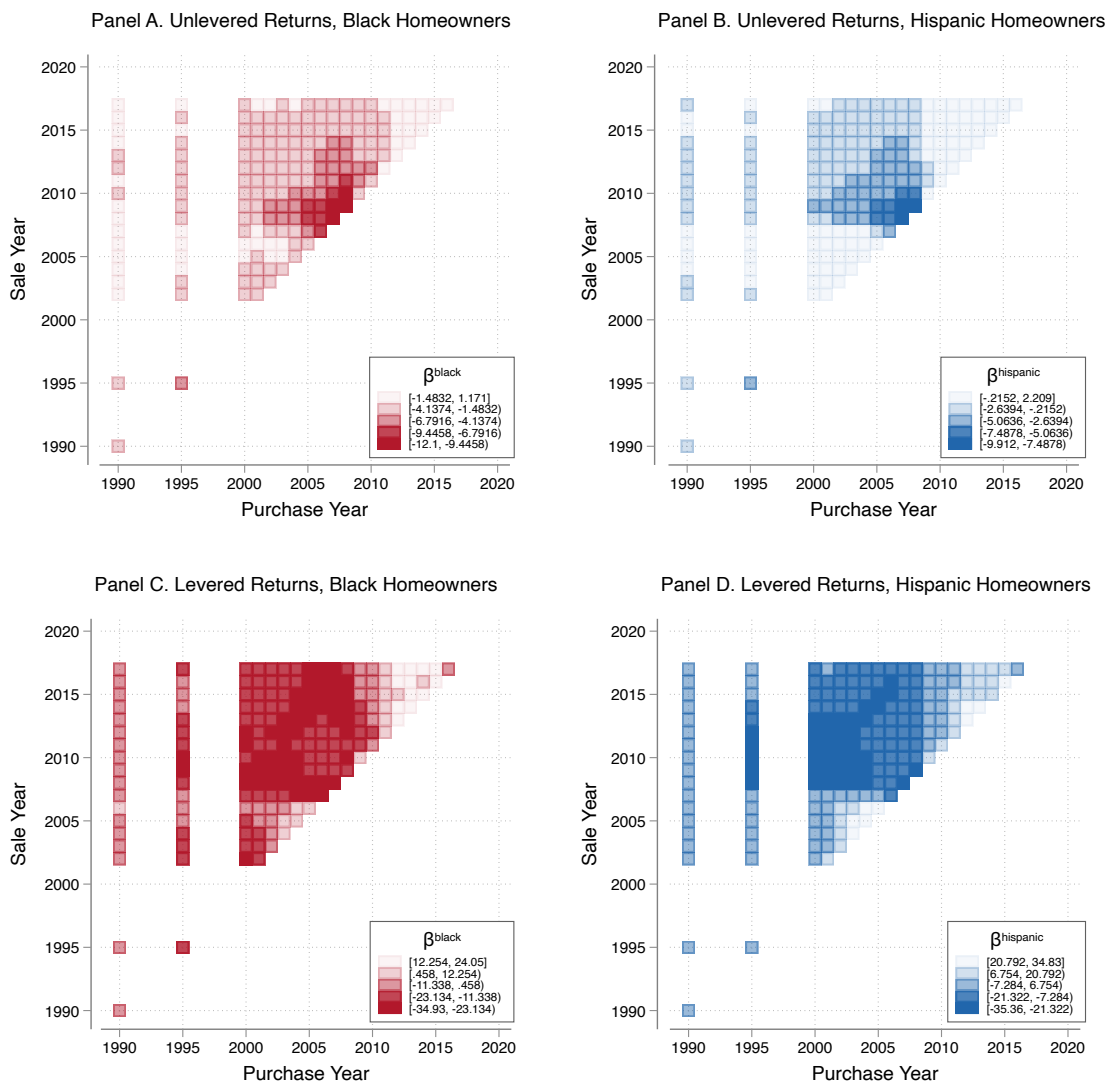 Panel A. Unlevered Returns, Black Homeowners
2020
2015
2010
2005
2000
1995
1990
Sale Year
βblack
[-1.4832, 1.171]
[-4.1374, -1.4832)
[-6.7916, -4.1374)
[-9.4458, -6.7916)
[-12.1, -9.4458)
1990 1995 2000 2005 2010 2015 2020
Purchase Year
Panel B. Unlevered Returns, Hispanic Homeowners
2020
2015
2010
2005
2000
1995
1990
Sale Year
βhispanic
[-.2152, 2.209]
[-2.6394, -.2152)
[-5.0636, -2.6394)
[-7.4878, -5.0636)
[-9.912, -7.4878)
1990 1995 2000 2005 2010 2015 2020
Purchase Year
Panel C. Levered Returns, Black Homeowners
2020
2015
2010
2005
2000
1995
1990
Sale Year
βblack
[12.254, 24.05]
[.458, 12.254)
[-11.338, .458)
[-23.134, -11.338)
[-34.93, -23.134)
1990 1995 2000 2005 2010 2015 2020
Purchase Year
Panel D. Levered Returns, Hispanic Homeowners
2020
2015
2010
2005
2000
1995
1990
Sale Year
βhispanic
[20.792, 34.83]
[6.754, 20.792)
[-7.284, 6.754)
[-21.322, -7.284)
[-35.36, -21.322)
1990 1995 2000 2005 2010 2015 2020
Purchase Year